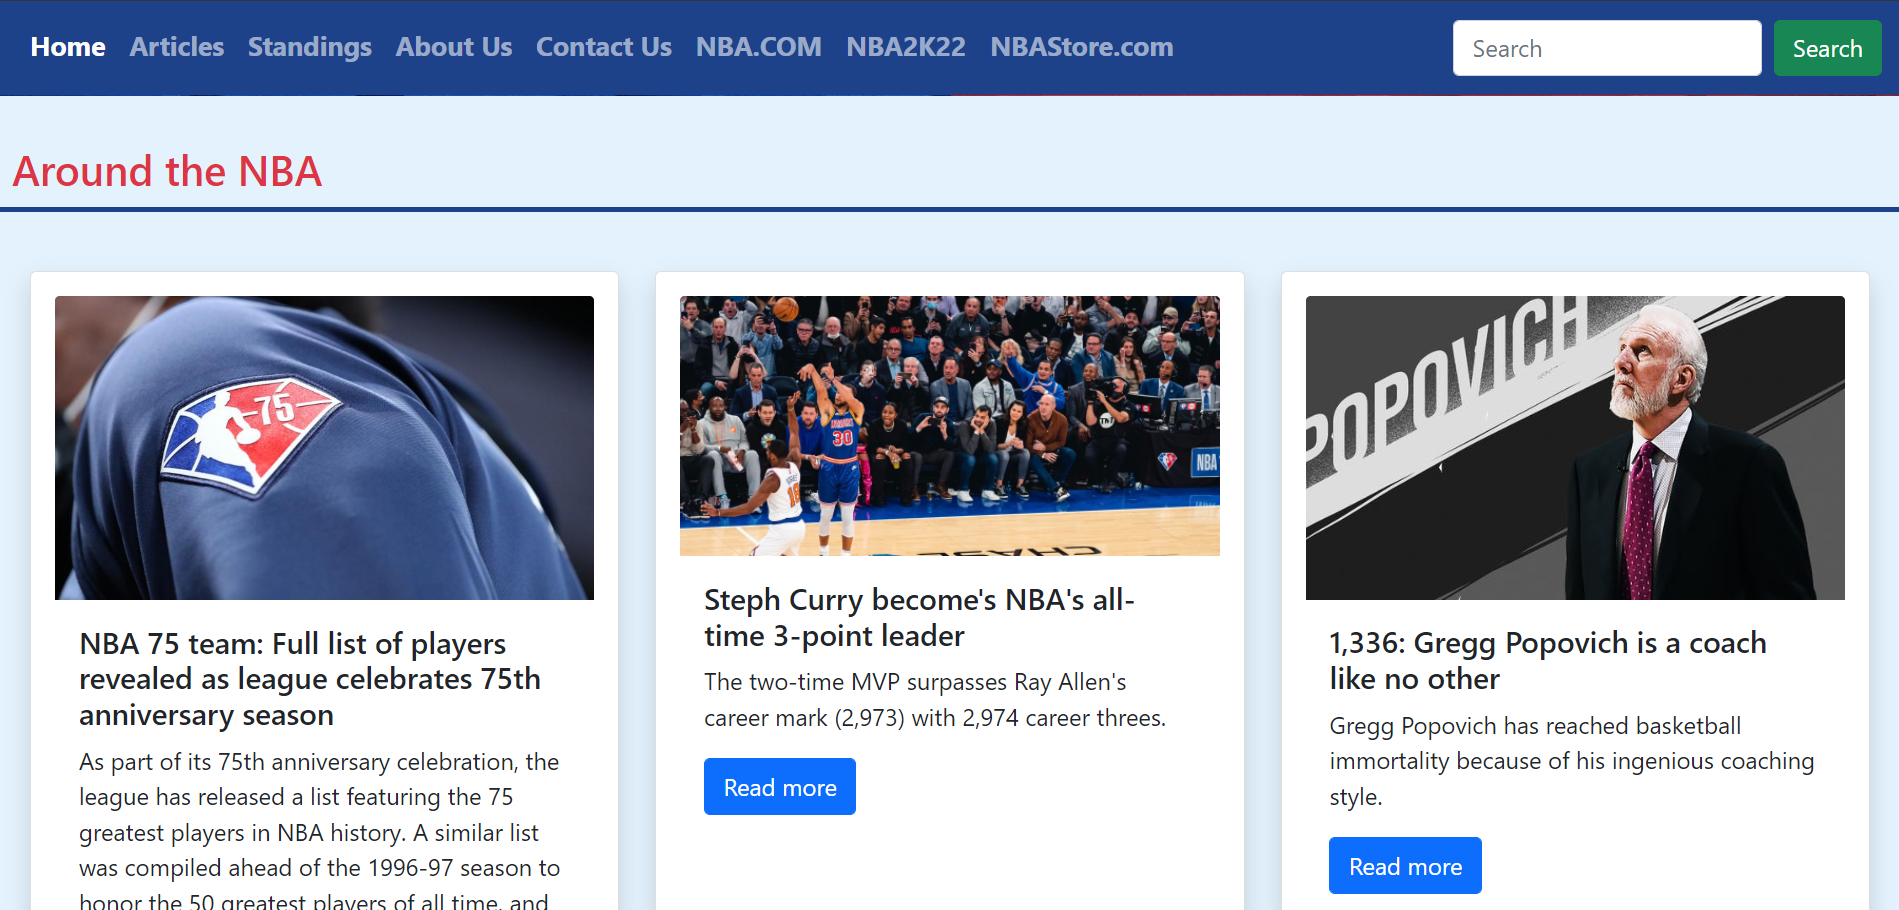 Home Articles Standings About Us Contact Us NBA.COM NBA2K22 NBAStore.com Search Search
Around the NBA
75
30
NBA
CHASE
POPOVICH
NBA 75 team: Full list of players
revealed as league celebrates 75th
anniversary season
As part of its 75th anniversary celebration, the
league has released a list featuring the 75
greatest players in NBA history. A similar list
was compiled ahead of the 1996-97 season to
honor the 50 greatest players of all time, and
Steph Curry become's NBA's all-
time 3-point leader
The two-time MVP surpasses Ray Allen's
career mark (2,973) with 2,974 career threes.
Read more
1,336: Gregg Popovich is a coach
like no other
Gregg Popovich has reached basketball
immortality because of his ingenious coaching
style.
Read more